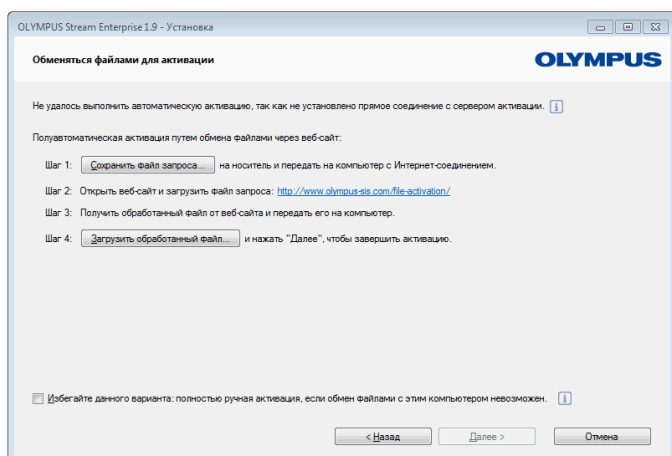 OLYMPUS Stream Enterprise 1.9 - Установка
Обменяться файлами для активации
OLYMPUS
Не удалось выполнить автоматическую активацию, так как не установлено прямое соединение с сервером активации. i
Полуавтоматическая активация путем обмена файлами через веб-сайт:
Шаг 1: Сохранить файл запроса... на носитель и передать на компьютер с Интернет-соединением.
Шаг 2: Открыть веб-сайт и загрузить файл запроса: http://www.olympus-sis.com/file-activation/
Шаг 3: Получить обработанный файл от веб-сайта и передать его на компьютер.
Шаг 4: Загрузить обработанный файл... и нажать "Далее", чтобы завершить активацию.
Избегайте данного варианта: полностью ручная активация, если обмен файлами с этим компьютером невозможен. i
< Назад Далее > Отмена